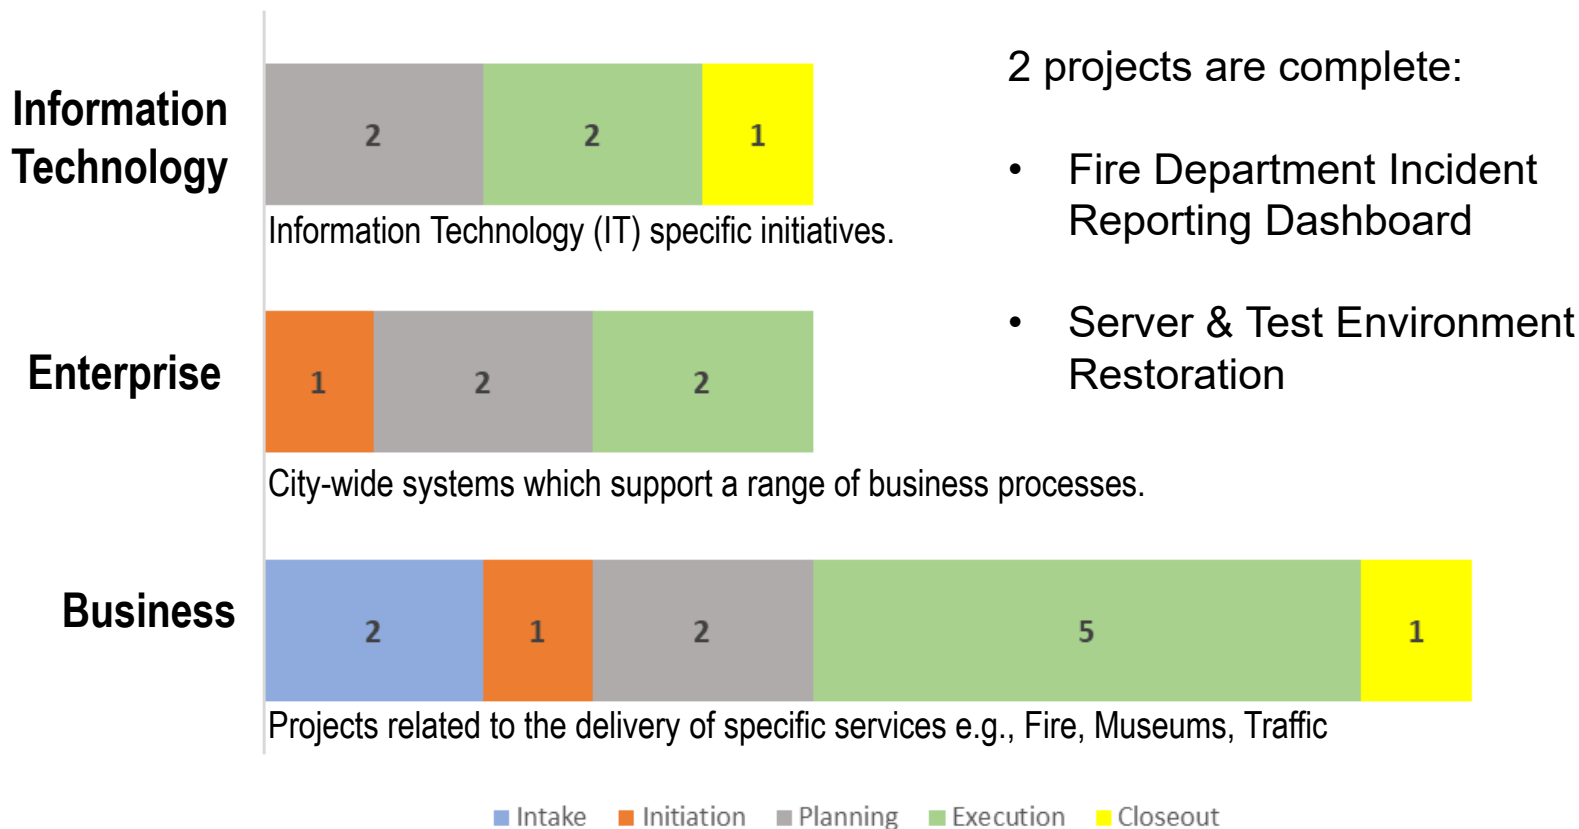 Information
Technology
2 2 1
Information Technology (IT) specific initiatives.
Enterprise
1 2 2
City-wide systems which support a range of business processes.
Business
2 1 2 5 1
Projects related to the delivery of specific services e.g., Fire, Museums, Traffic
Intake Initiation Planning Execution Closeout
2 projects are complete:
• Fire Department Incident
Reporting Dashboard
• Server & Test Environment
Restoration